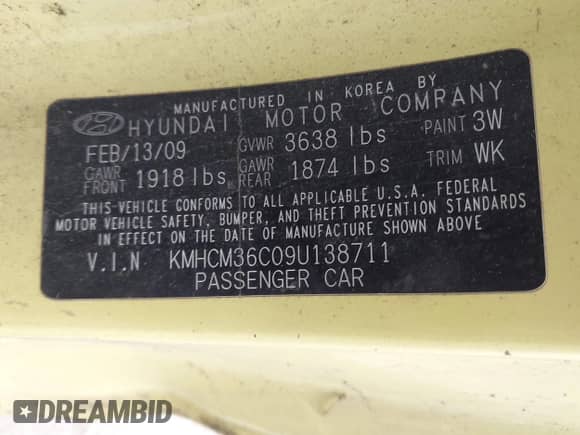 MANUFACTURED IN KOREA BY
HYUNDAI MOTOR COMPANY
FEB/13/09 GVWR 3638 lbs PAINT 3W
GAWR FRONT 1918 lbs GAWR REAR 1874 lbs TRIM WK
THIS VEHICLE CONFORMS TO ALL APPLICABLE U.S.A. FEDERAL
MOTOR VEHICLE SAFETY, BUMPER, AND THEFT PREVENTION STANDARDS
IN EFFECT ON THE DATE OF MANUFACTURE SHOWN ABOVE
V.I.N KMHCM36C09U138711
PASSENGER CAR
DREAMBID